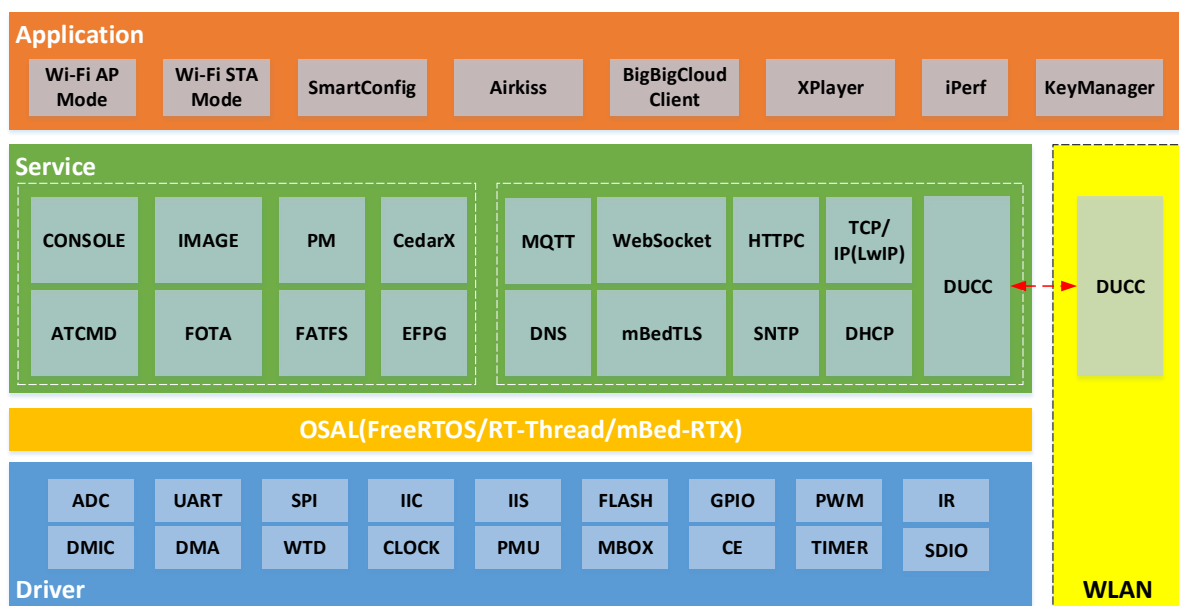 Application
Wi-Fi AP
Mode
Wi-Fi STA
Mode
SmartConfig
Airkiss
BigBigCloud
Client
XPlayer
iPerf
KeyManager
Service
CONSOLE
IMAGE
PM
CedarX
MQTT
WebSocket
HTTPC
TCP/
IP(LwIP)
DUCC
DUCC
ATCMD
FOTA
FATFS
EFPG
DNS
mBedTLS
SNTP
DHCP
OSAL(FreeRTOS/RT-Thread/mBed-RTX)
ADC
UART
SPI
IIC
IIS
FLASH
GPIO
PWM
IR
DMIC
DMA
WTD
CLOCK
PMU
MBOX
CE
TIMER
SDIO
Driver
WLAN